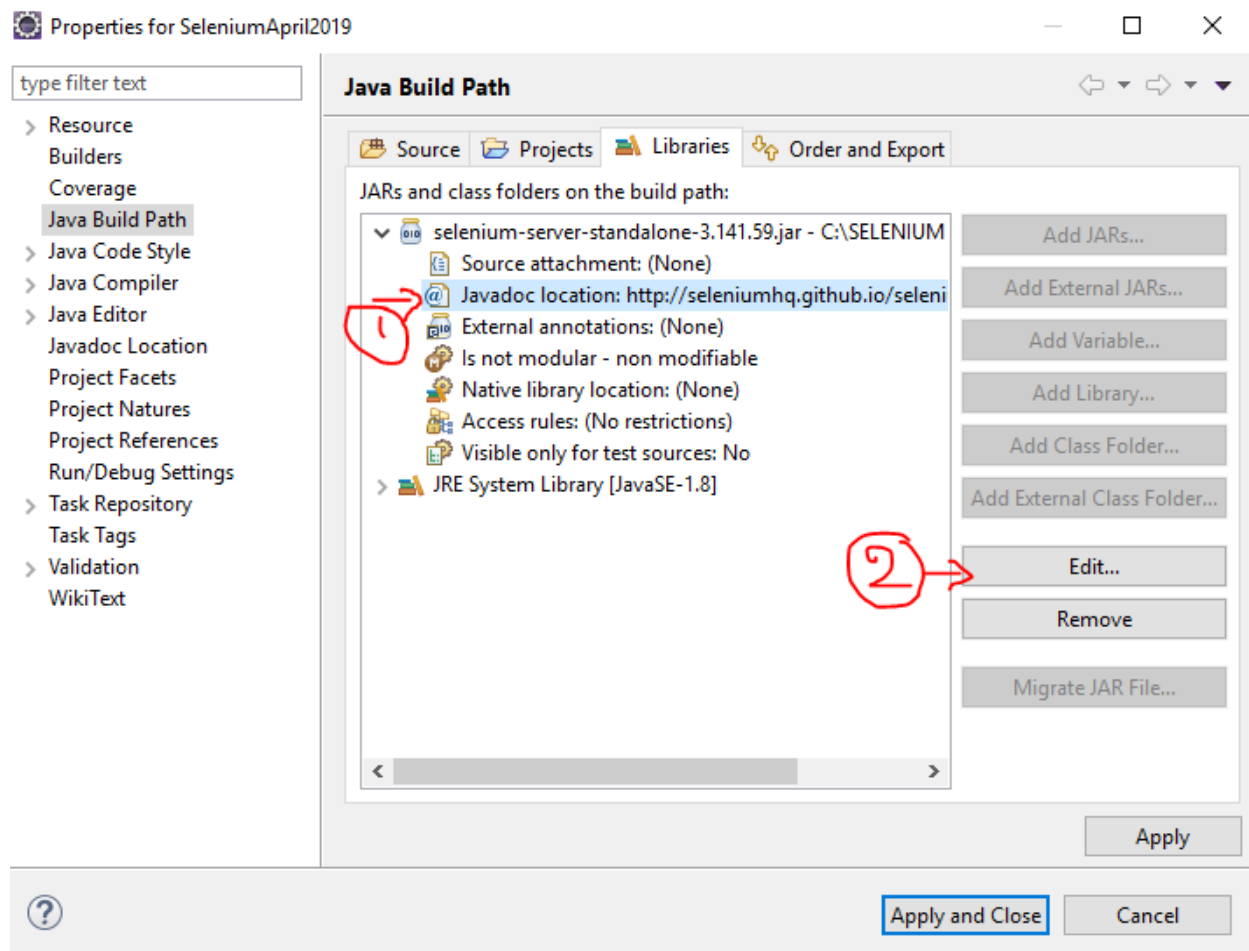 Properties for SeleniumApril2019
type filter text
Resource
Builders
Coverage
Java Build Path
Java Code Style
Java Compiler
Java Editor
Javadoc Location
Project Facets
Project Natures
Project References
Run/Debug Settings
Task Repository
Task Tags
Validation
WikiText
Java Build Path
Source Projects Libraries Order and Export
JARs and class folders on the build path:
selenium-server-standalone-3.141.59.jar - C:\SELENIUM
Source attachment: (None)
Javadoc location: http://seleniumhq.github.io/seleni
External annotations: (None)
Is not modular - non modifiable
Native library location: (None)
Access rules: (No restrictions)
Visible only for test sources: No
JRE System Library [JavaSE-1.8]
1
2
Add JARs...
Add External JARs...
Add Variable...
Add Library...
Add Class Folder...
Add External Class Folder...
Edit...
Remove
Migrate JAR File...
Apply
Apply and Close
Cancel